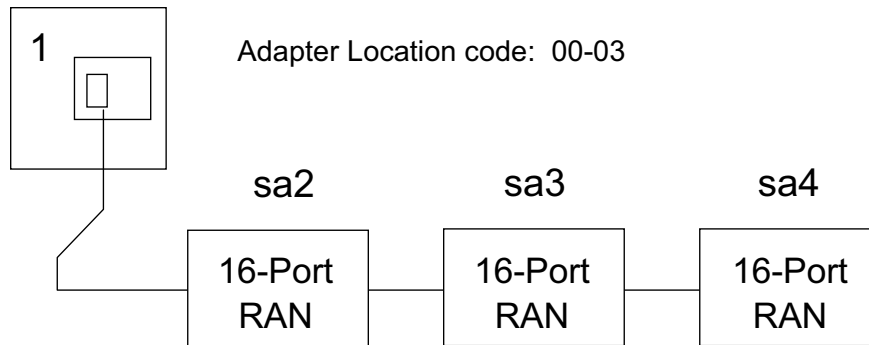 1
Adapter Location code: 00-03
sa2 sa3 sa4
16-Port 16-Port 16-Port
RAN RAN RAN